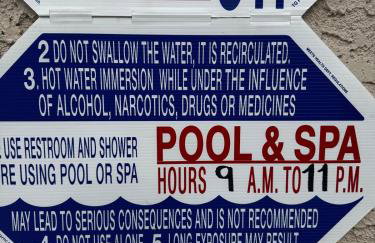 2 DO NOT SWALLOW THE WATER, IT IS RECIRCULATED.
3. HOT WATER IMMERSION WHILE UNDER THE INFLUENCE
OF ALCOHOL, NARCOTICS, DRUGS OR MEDICINES
USE RESTROOM AND SHOWER
RE USING POOL OR SPA
POOL & SPA
HOURS 9 A.M. TO 11 P.M.
MAY LEAD TO SERIOUS CONSEQUENCES AND IS NOT RECOMMENDED
4. DO NOT USE ALONE 5. LONG EXPOSURE MAY RESULT